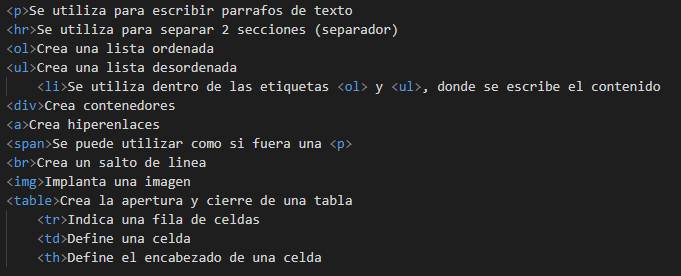 <p>Se utiliza para escribir parrafos de texto
<hr>Se utiliza para separar 2 secciones (separador)
<ol>Crea una lista ordenada
<ul>Crea una lista desordenada
<li>Se utiliza dentro de las etiquetas <ol> y <ul>, donde se escribe el contenido
<div>Crea contenedores
<a>Crea hiperenlaces
<span>Se puede utilizar como si fuera una <p>
<br>Crea un salto de linea
<img>Implanta una imagen
<table>Crea la apertura y cierre de una tabla
<tr>Indica una fila de celdas
<td>Define una celda
<th>Define el encabezado de una celda